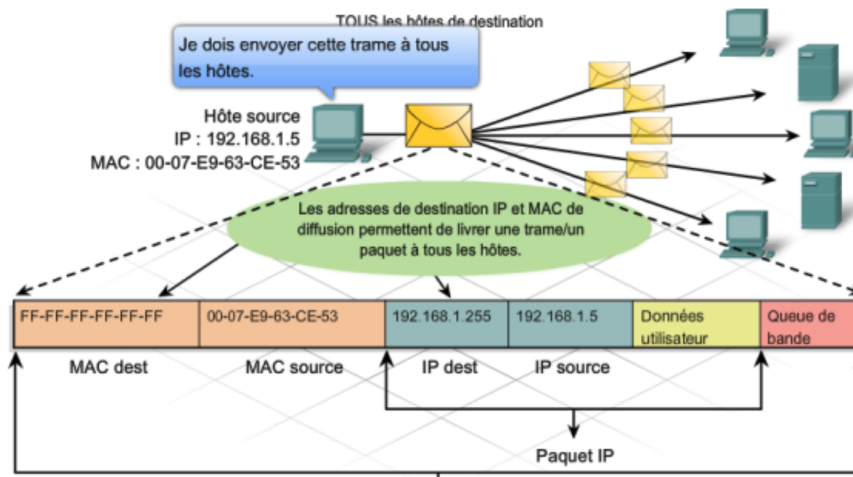 TOUS les hôtes de destination
Je dois envoyer cette trame à tous
les hôtes.
Hôte source
IP : 192.168.1.5
MAC : 00-07-E9-63-CE-53
Les adresses de destination IP et MAC de
diffusion permettent de livrer une trame/un
paquet à tous les hôtes.
FF-FF-FF-FF-FF-FF 00-07-E9-63-CE-53 192.168.1.255 192.168.1.5 Données Queue de
utilisateur bande
MAC dest MAC source IP dest IP source
Paquet IP